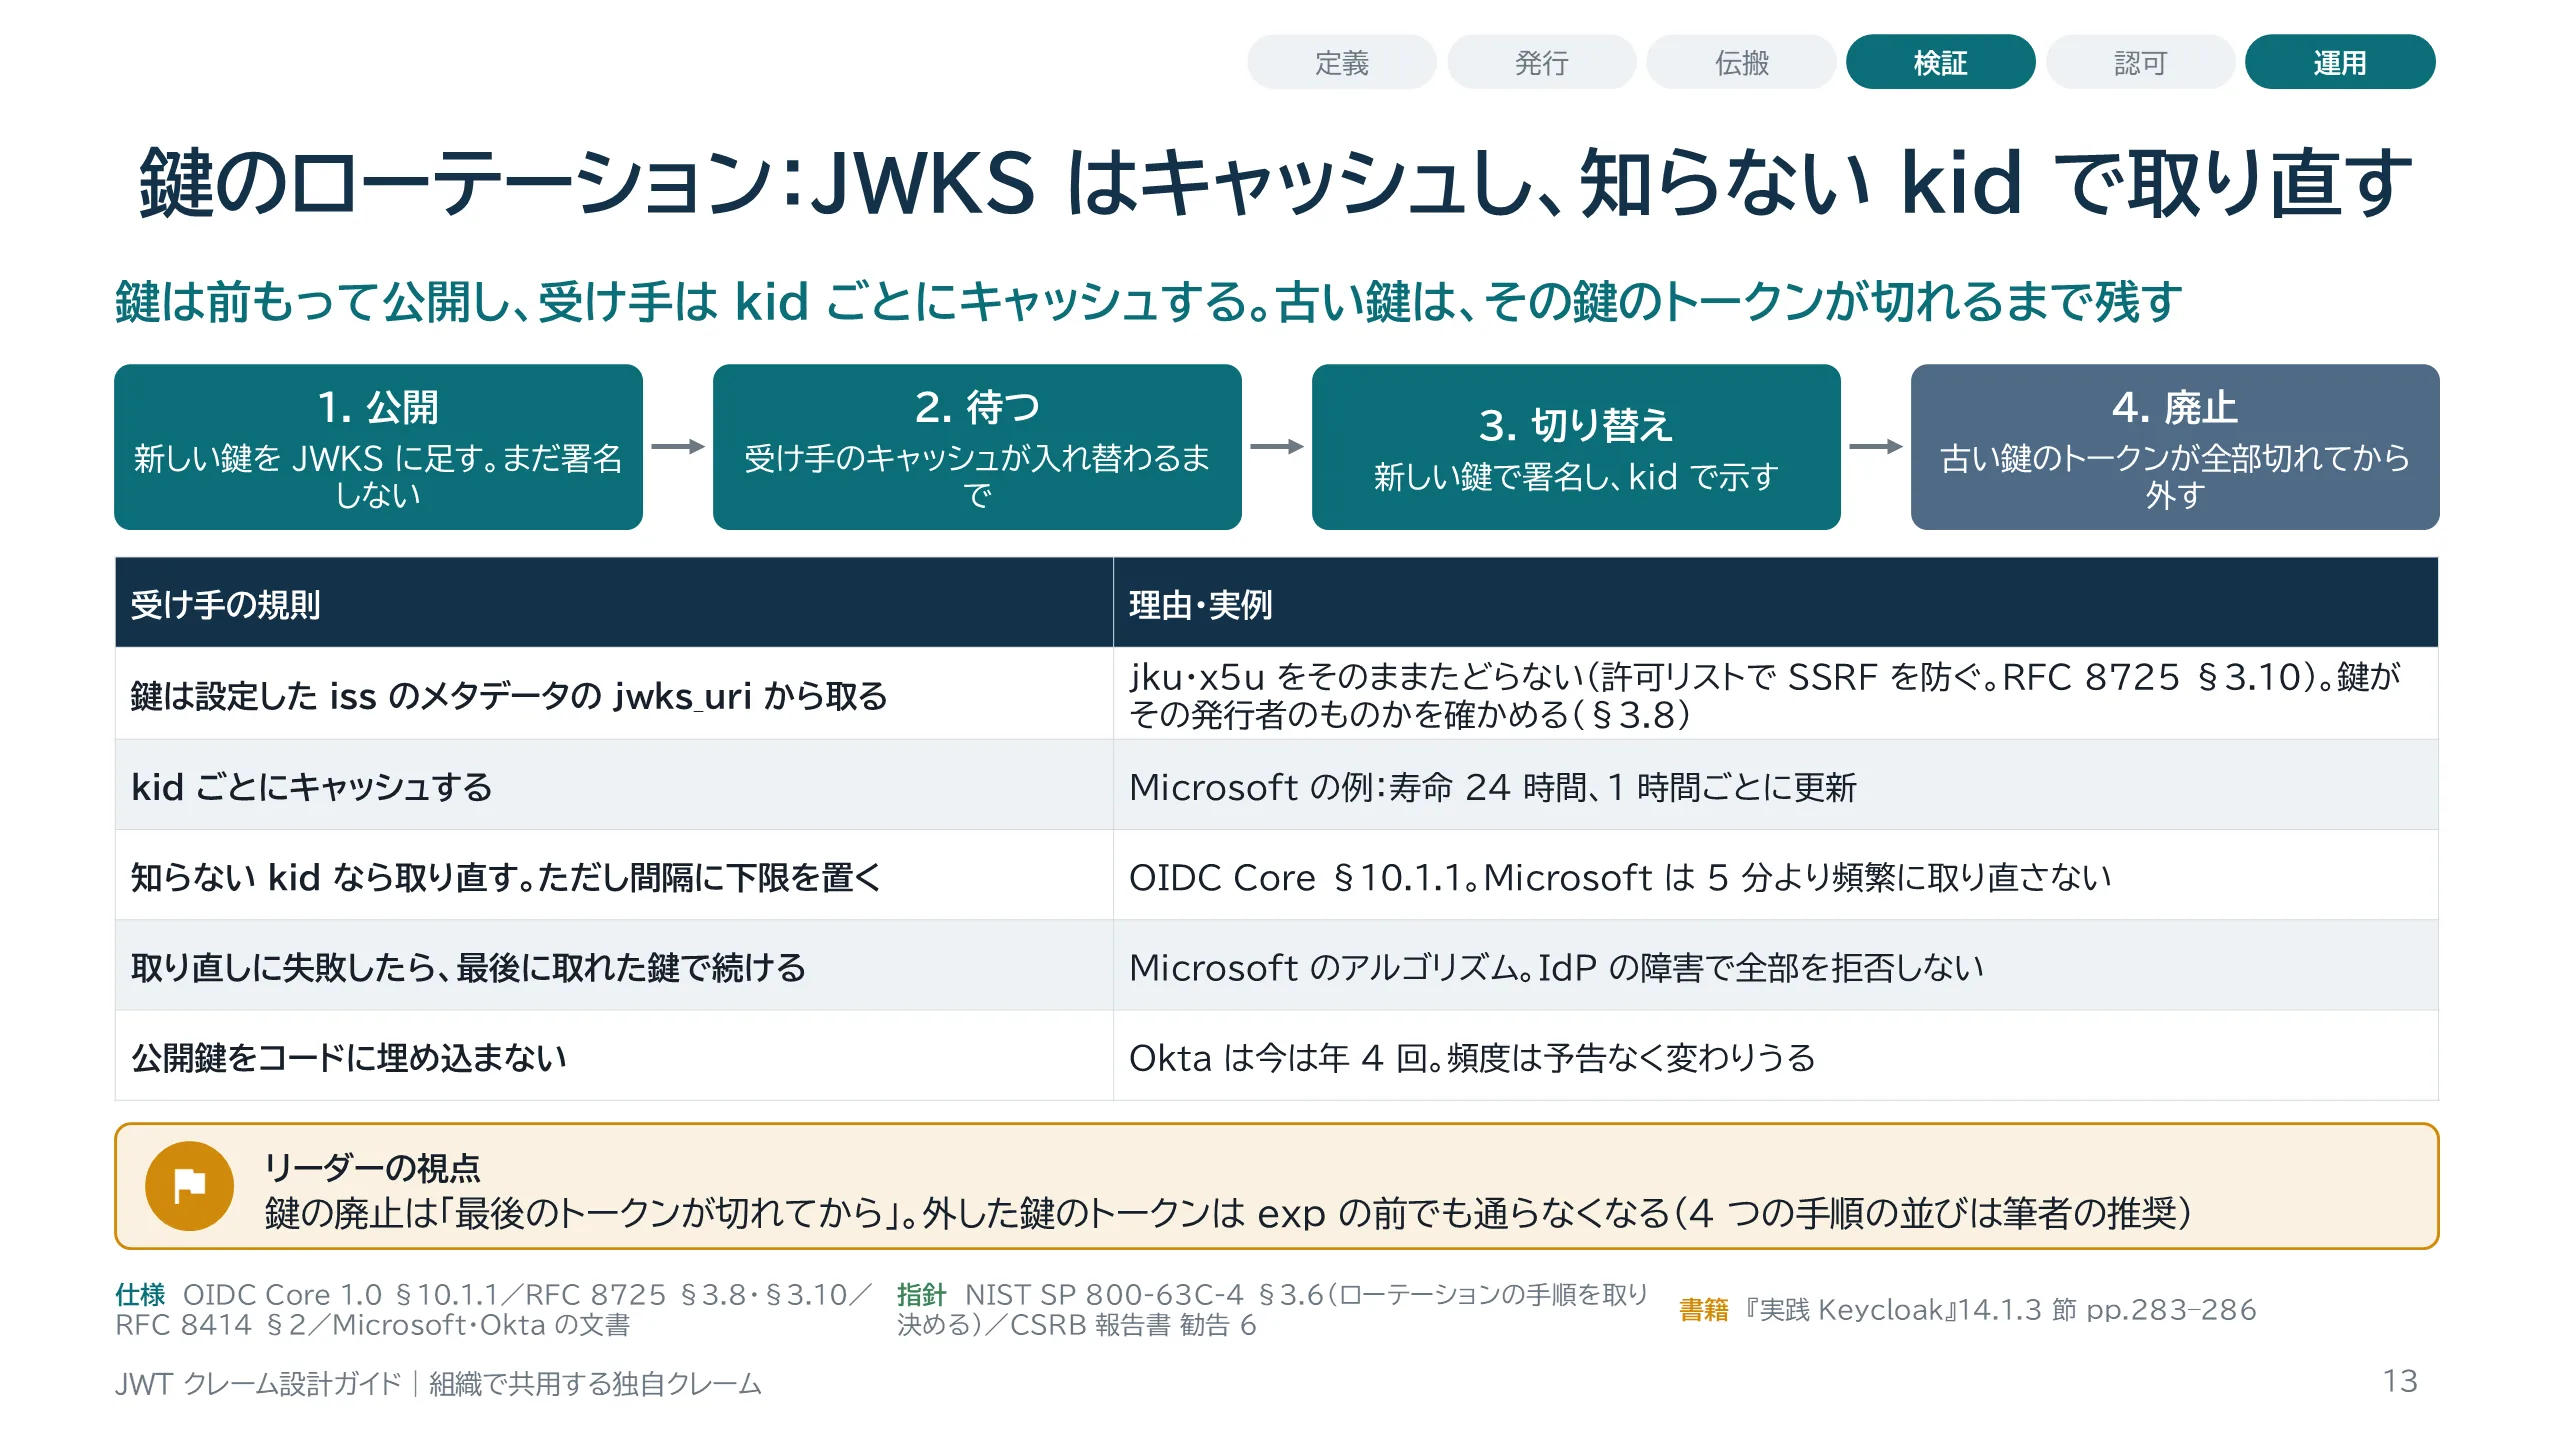 定義
発行
伝搬
検証
認可
運用
鍵のローテーション：JWKS はキャッシュし、知らない kid で取り直す
鍵は前もって公開し、受け手は kid ごとにキャッシュする。古い鍵は、その鍵のトークンが切れるまで残す
1. 公開
新しい鍵を JWKS に足す。まだ署名
しない
2. 待つ
受け手のキャッシュが入れ替わるま
で
3. 切り替え
新しい鍵で署名し、kid で示す
4. 廃止
古い鍵のトークンが全部切れてから
外す
受け手の規則
理由・実例
鍵は設定した iss のメタデータの jwks_uri から取る
jku・x5u をそのままたどらない（許可リストで SSRF を防ぐ。RFC 8725 §3.10）。鍵が
その発行者のものかを確かめる（§3.8）
kid ごとにキャッシュする
Microsoft の例：寿命 24 時間、1 時間ごとに更新
知らない kid なら取り直す。ただし間隔に下限を置く
OIDC Core §10.1.1。Microsoft は 5 分より頻繁に取り直さない
取り直しに失敗したら、最後に取れた鍵で続ける
Microsoft のアルゴリズム。IdP の障害で全部を拒否しない
公開鍵をコードに埋め込まない
Okta は今は年 4 回。頻度は予告なく変わりうる
リーダーの視点
鍵の廃止は「最後のトークンが切れてから」。外した鍵のトークンは exp の前でも通らなくなる（4 つの手順の並びは筆者の推奨）
仕様 OIDC Core 1.0 §10.1.1／RFC 8725 §3.8・§3.10／
RFC 8414 §2／Microsoft・Okta の文書
指針 NIST SP 800-63C-4 §3.6（ローテーションの手順を取り
決める）／CSRB 報告書 勧告 6
書籍 『実践 Keycloak』14.1.3 節 pp.283–286
JWT クレーム設計ガイド｜組織で共用する独自クレーム
13